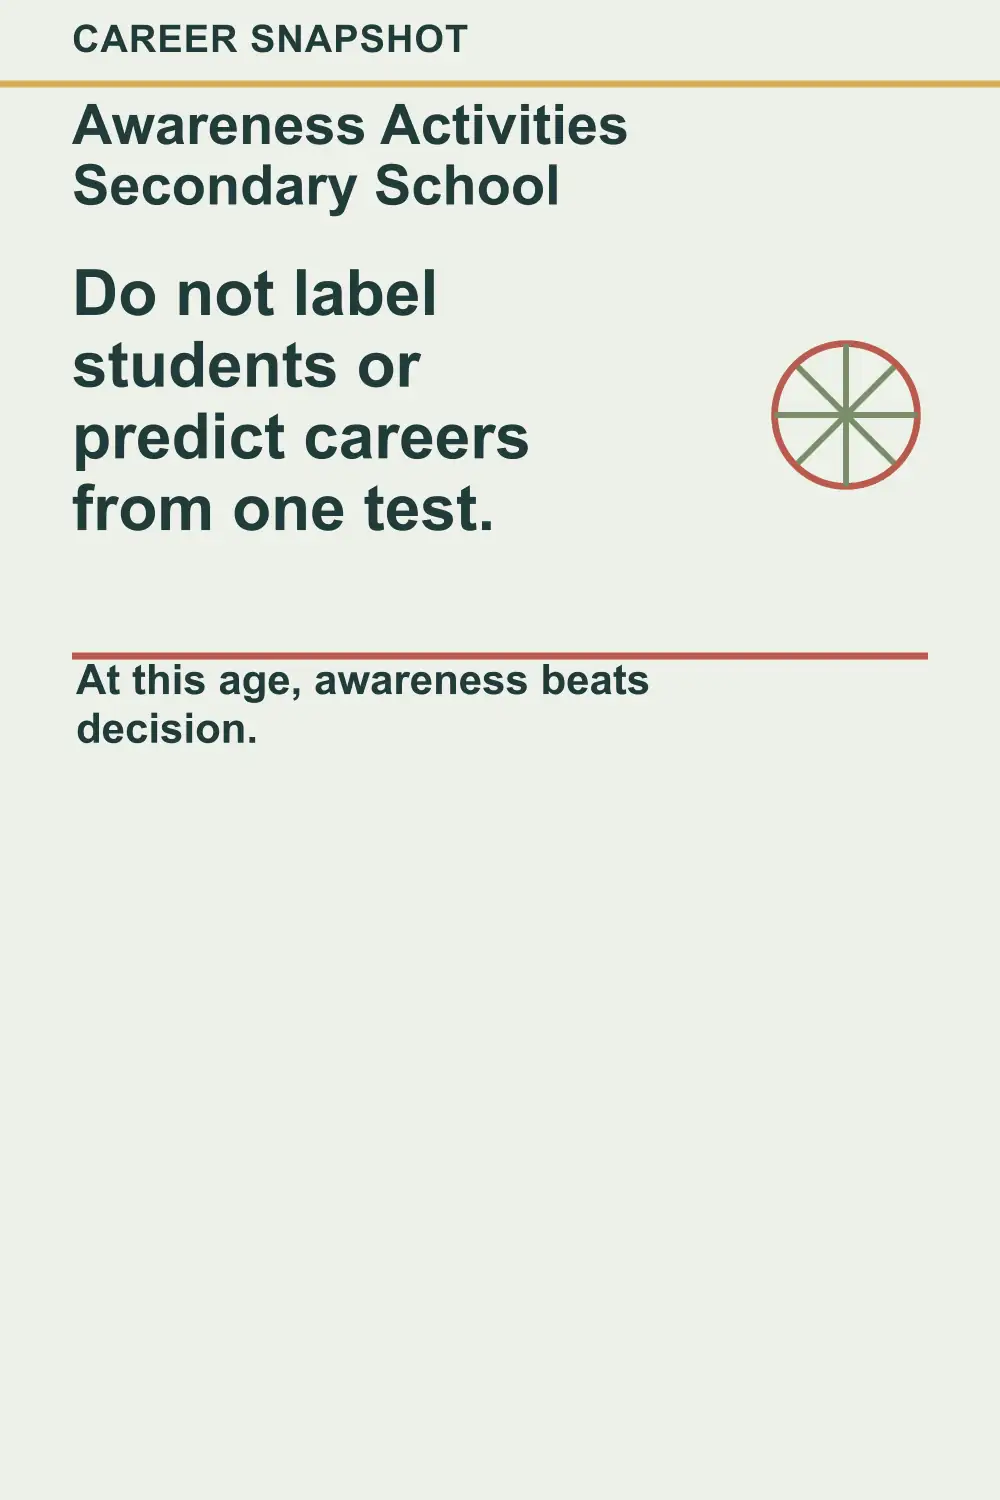 CAREER SNAPSHOT
Awareness Activities
Secondary School
Do not label
students or
predict careers
from one test.
At this age, awareness beats
decision.